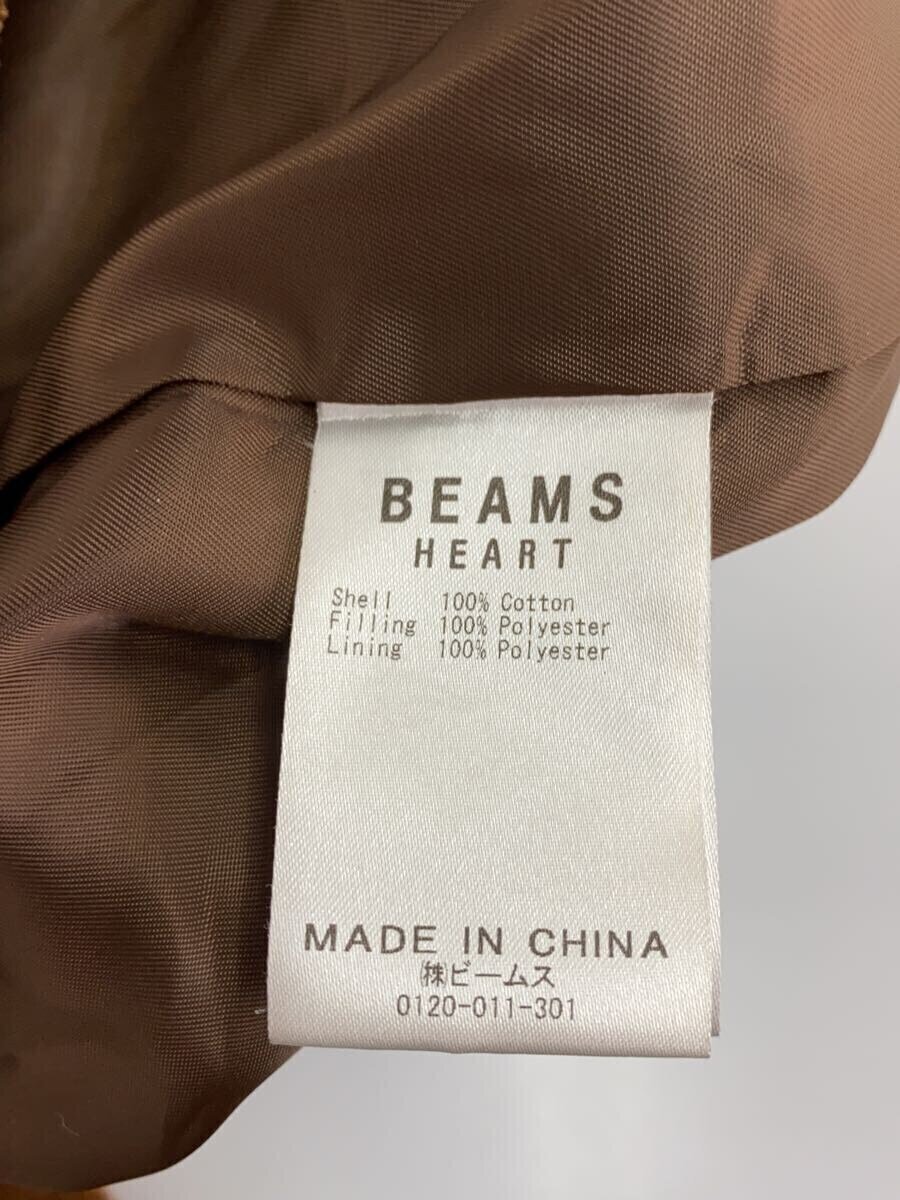 BEAMS
HEART
Shell 100% Cotton
Filling 100% Polyester
Lining 100% Polyester
MADE IN CHINA
㈱ビームス
0120-011-301